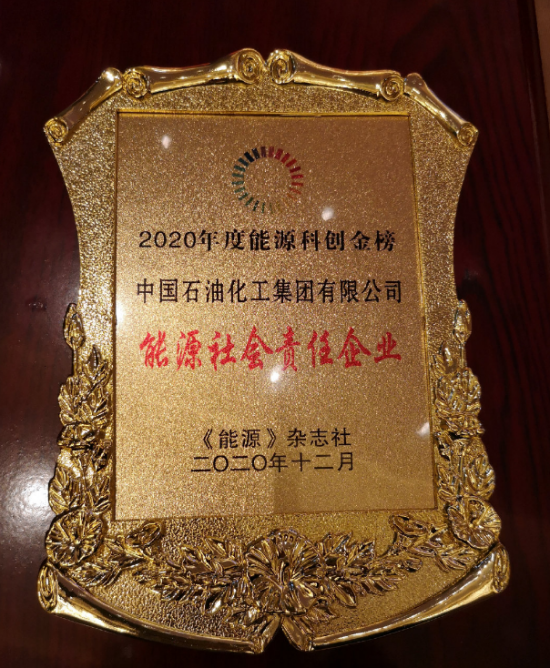 2020年度能源科创金榜
中国石油化工集团有限公司
能源社会责任企业
《能源》杂志社
二〇二〇年十二月